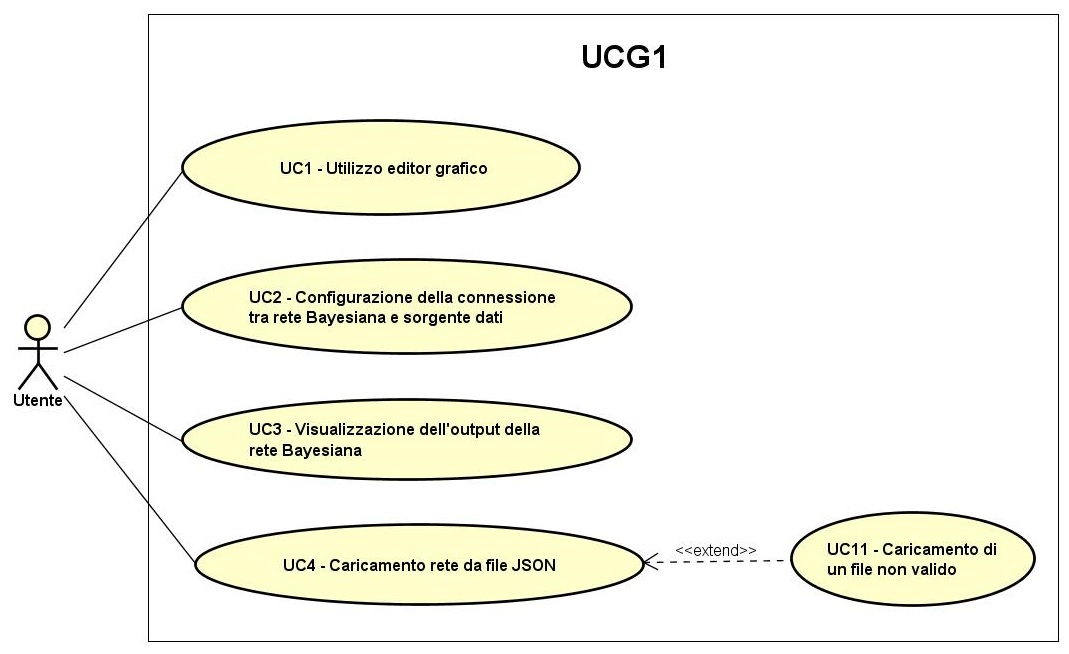 UCG1
UC1 - Utilizzo editor grafico
UC2 - Configurazione della connessione
tra rete Bayesiana e sorgente dati
Utente
UC3 - Visualizzazione dell'output della
rete Bayesiana
UC4 - Caricamento rete da file JSON
<<extend>>
UC11 - Caricamento di
un file non valido